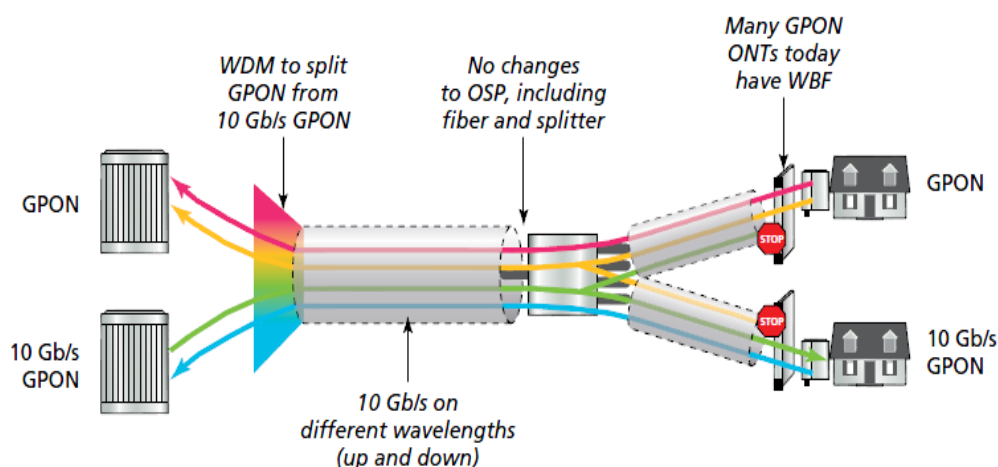 WDM to split
GPON from
10 Gb/s GPON
No changes
to OSP, including
fiber and splitter
Many GPON
ONTs today
have WBF
GPON
GPON
STOP
STOP
10 Gb/s
GPON
10 Gb/s
GPON
10 Gb/s on
different wavelengths
(up and down)